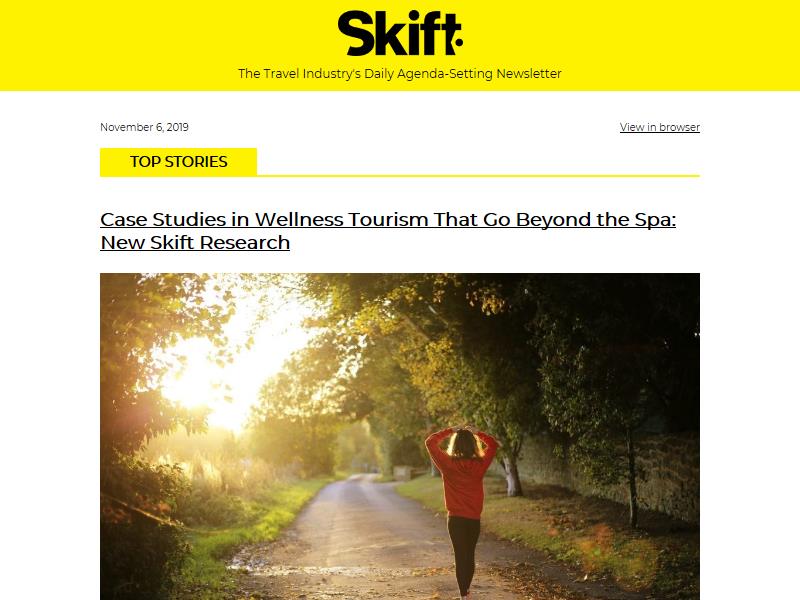 Skift
The Travel Industry's Daily Agenda-Setting Newsletter
November 6, 2019
View in browser
TOP STORIES
Case Studies in Wellness Tourism That Go Beyond the Spa:
New Skift Research